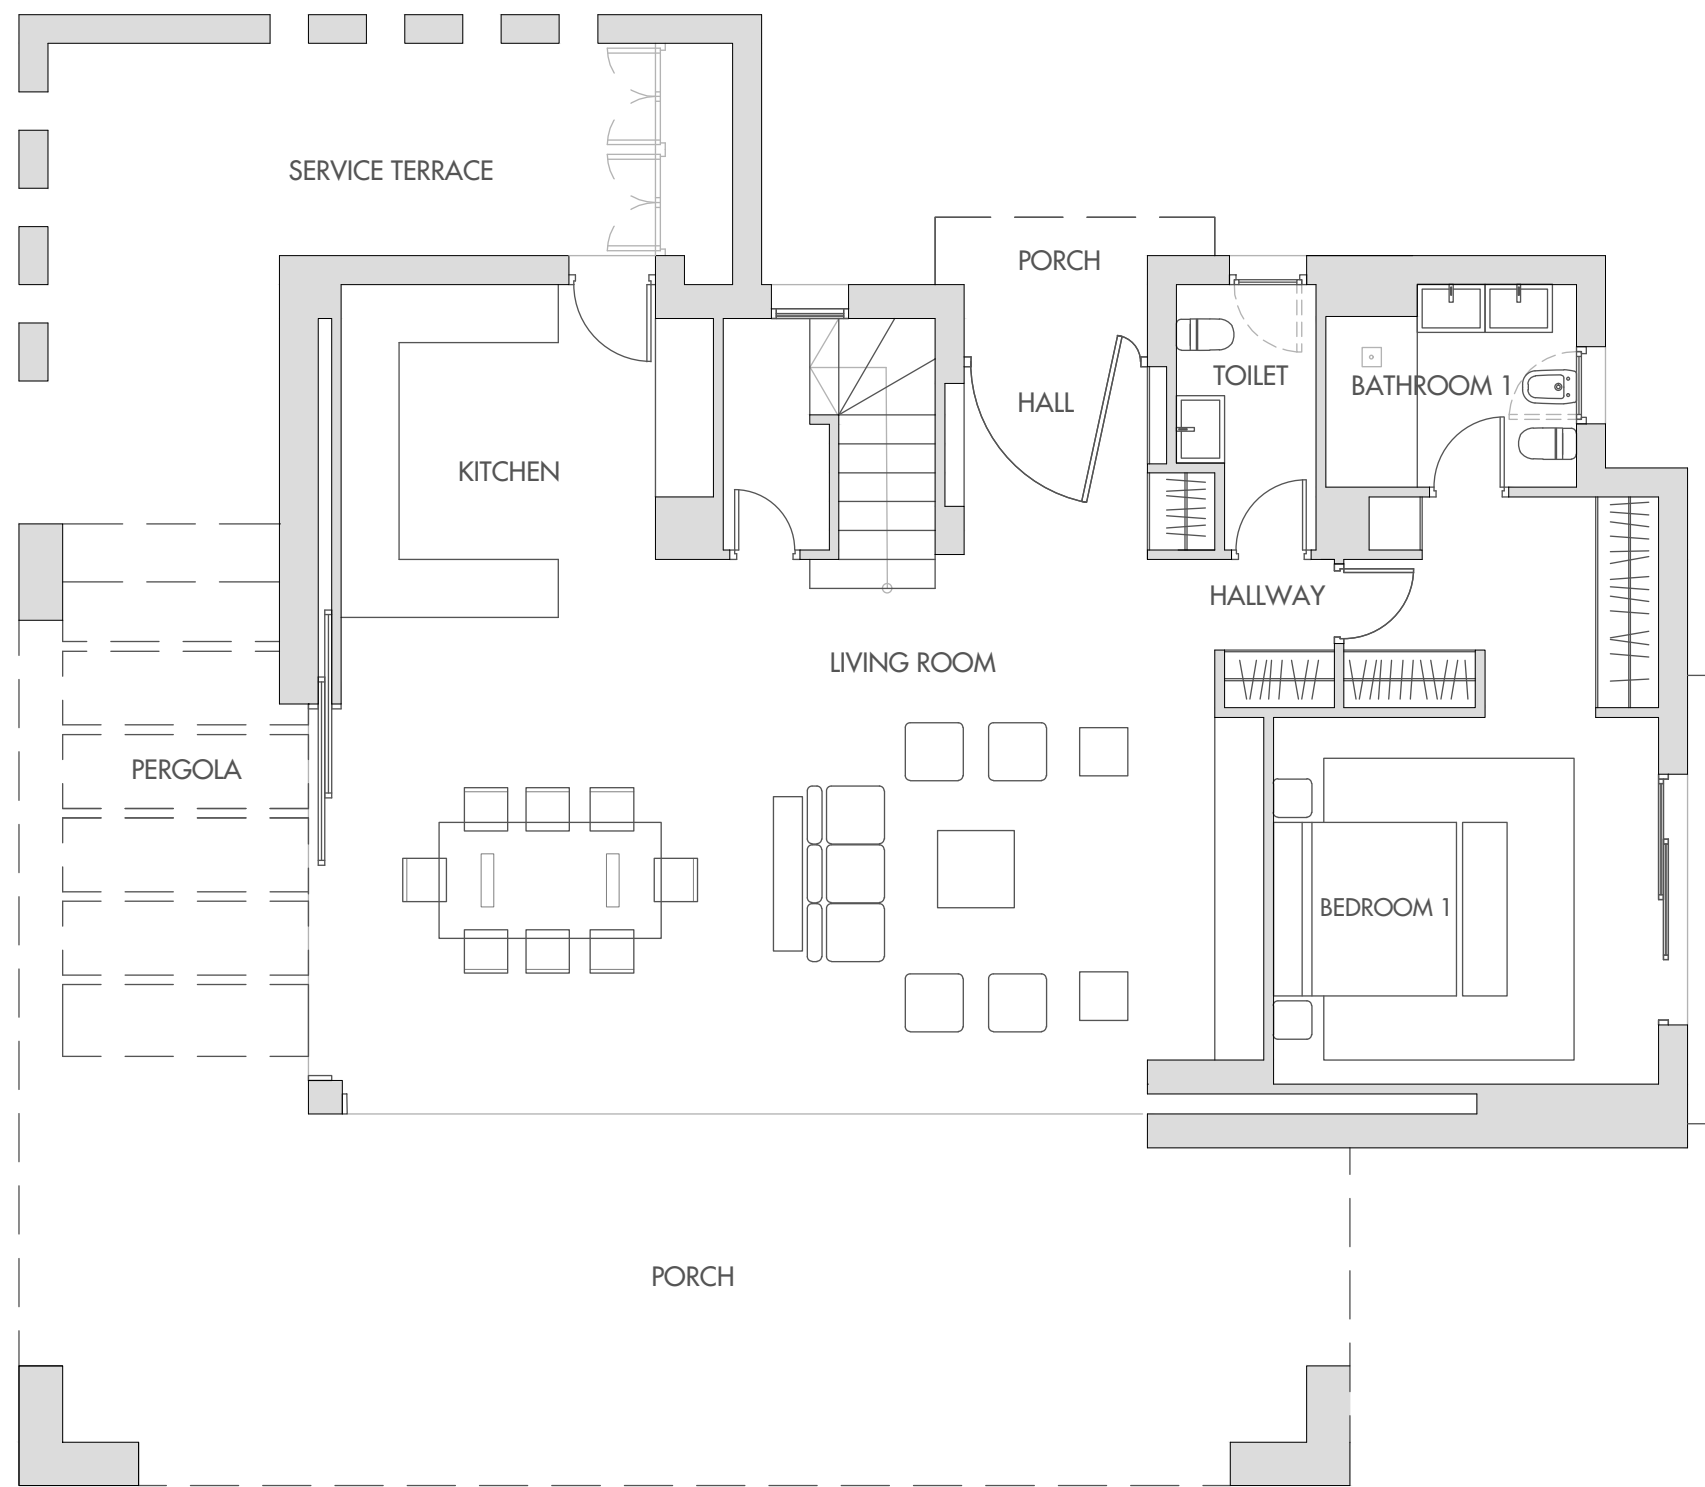 SERVICE TERRACE
PORCH
TOILET
BATHROOM 1
HALL
KITCHEN
HALLWAY
LIVING ROOM
PERGOLA
BEDROOM 1
PORCH